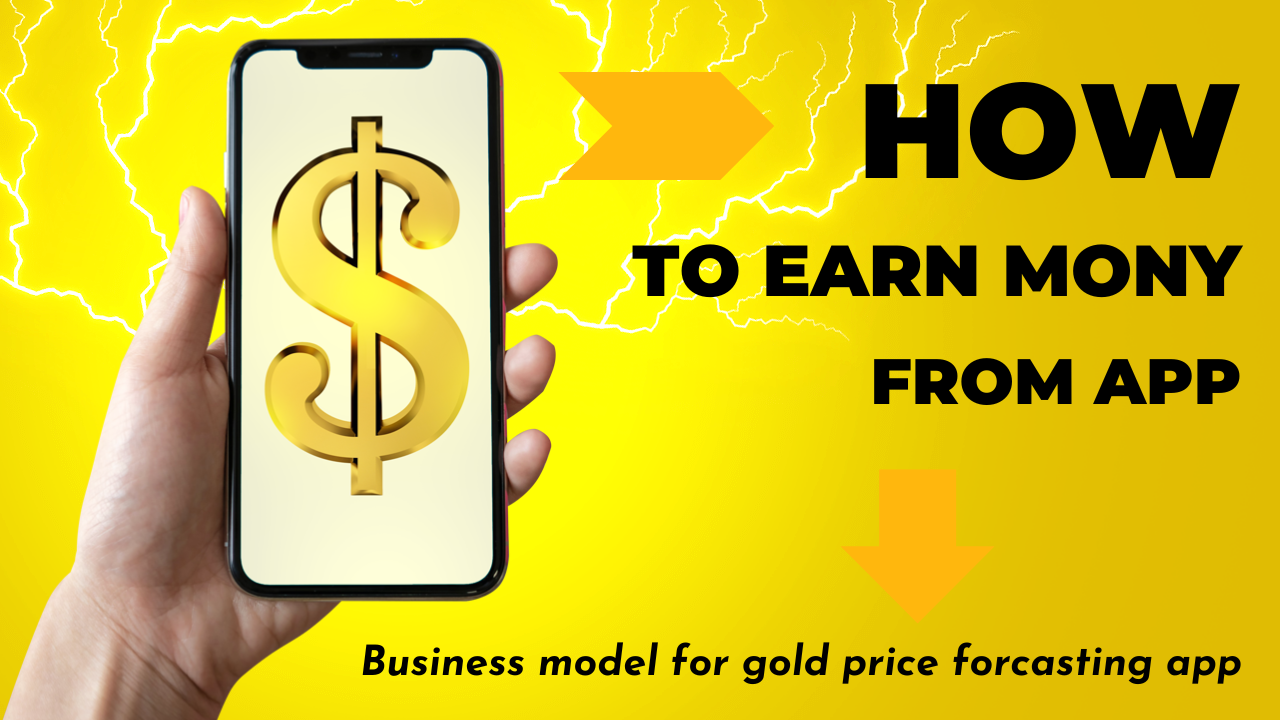 HOW
TO EARN MONY
FROM APP
Business model for gold price forcasting app